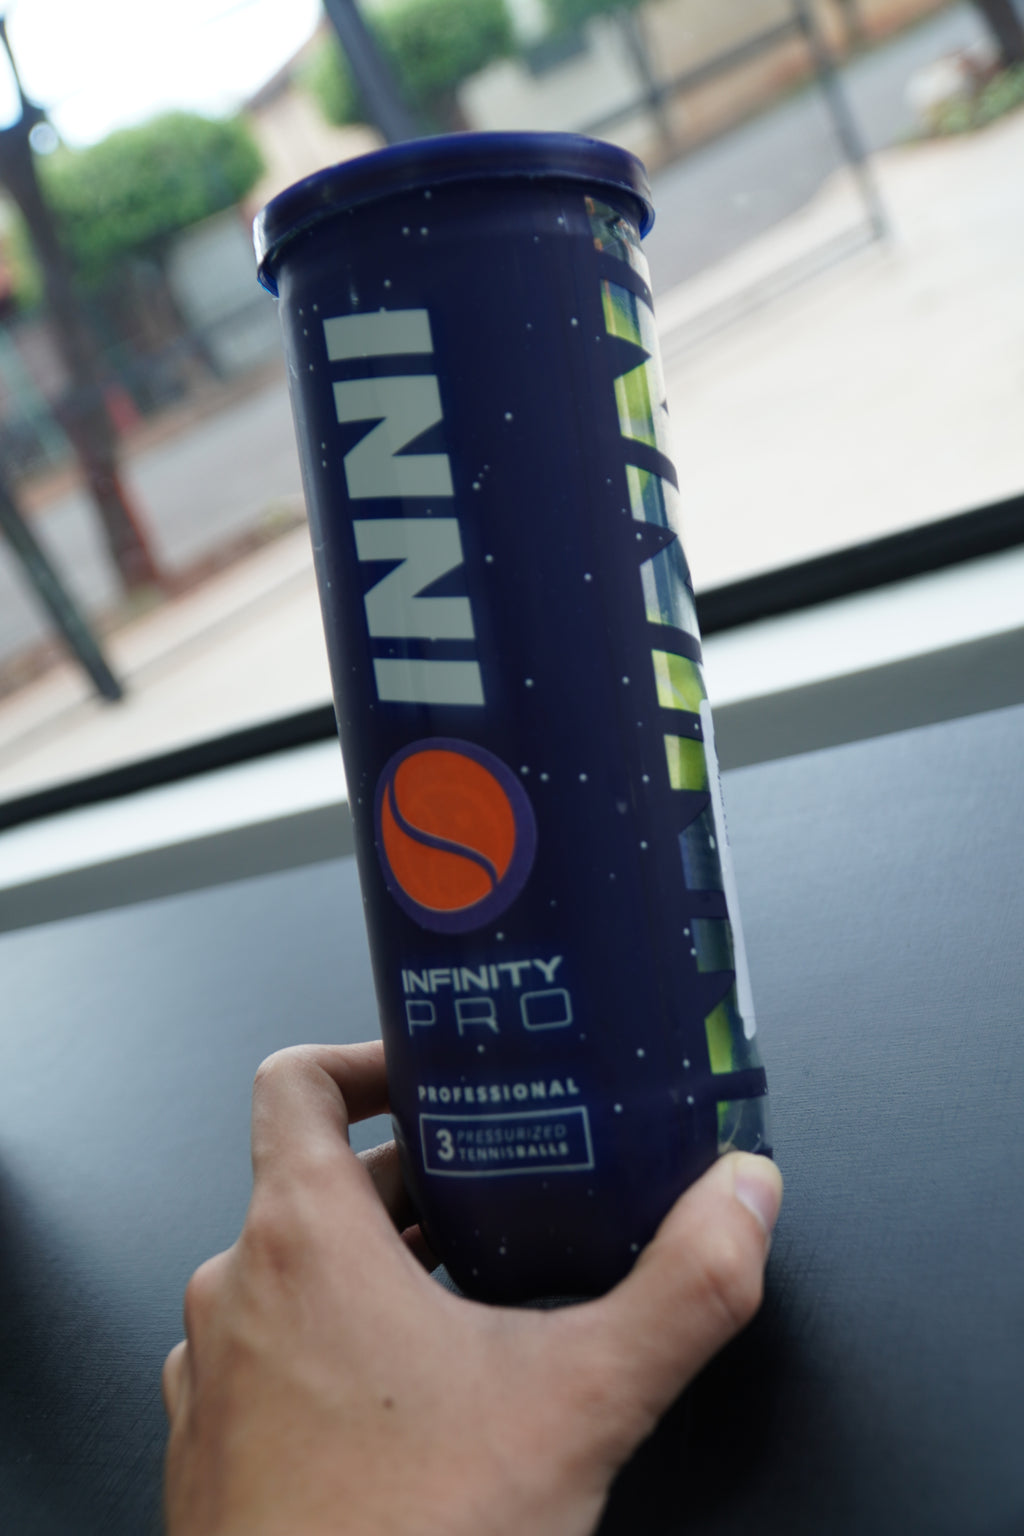 INNI
INFINITY
PRO
PROFESSIONAL
3 PRESSURIZED
TENNISBALLS